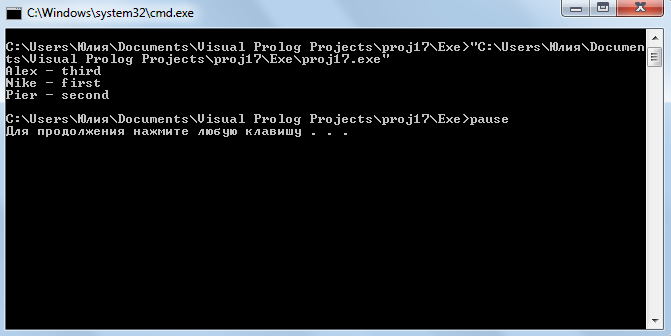 C:\Windows\system32\cmd.exe
C:\Users\Юлия\Documents\Visual Prolog Projects\proj17\Exe>"C:\Users\Юлия\Documen
ts\Visual Prolog Projects\proj17\Exe\proj17.exe"
Alex - third
Nike - first
Pier - second
C:\Users\Юлия\Documents\Visual Prolog Projects\proj17\Exe>pause
Для продолжения нажмите любую клавишу . . .